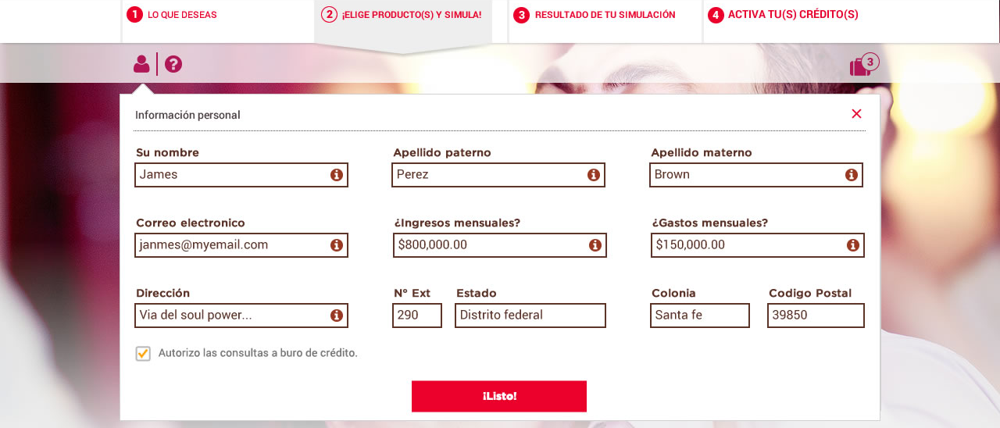 1 LO QUE DESEAS
2 ¡ELIGE PRODUCTO(S) Y SIMULA!
3 RESULTADO DE TU SIMULACIÓN
4 ACTIVA TU(S) CRÉDITO(S)
? 3
Información personal
Su nombre Apellido paterno Apellido materno
James Perez Brown
Correo electronico ¿Ingresos mensuales? ¿Gastos mensuales?
janmes@myemail.com $800,000.00 $150,000.00
Dirección N° Ext Estado Colonia Codigo Postal
Via del soul power... 290 Distrito federal Santa fe 39850
Autorizo las consultas a buro de crédito.
¡Listo!